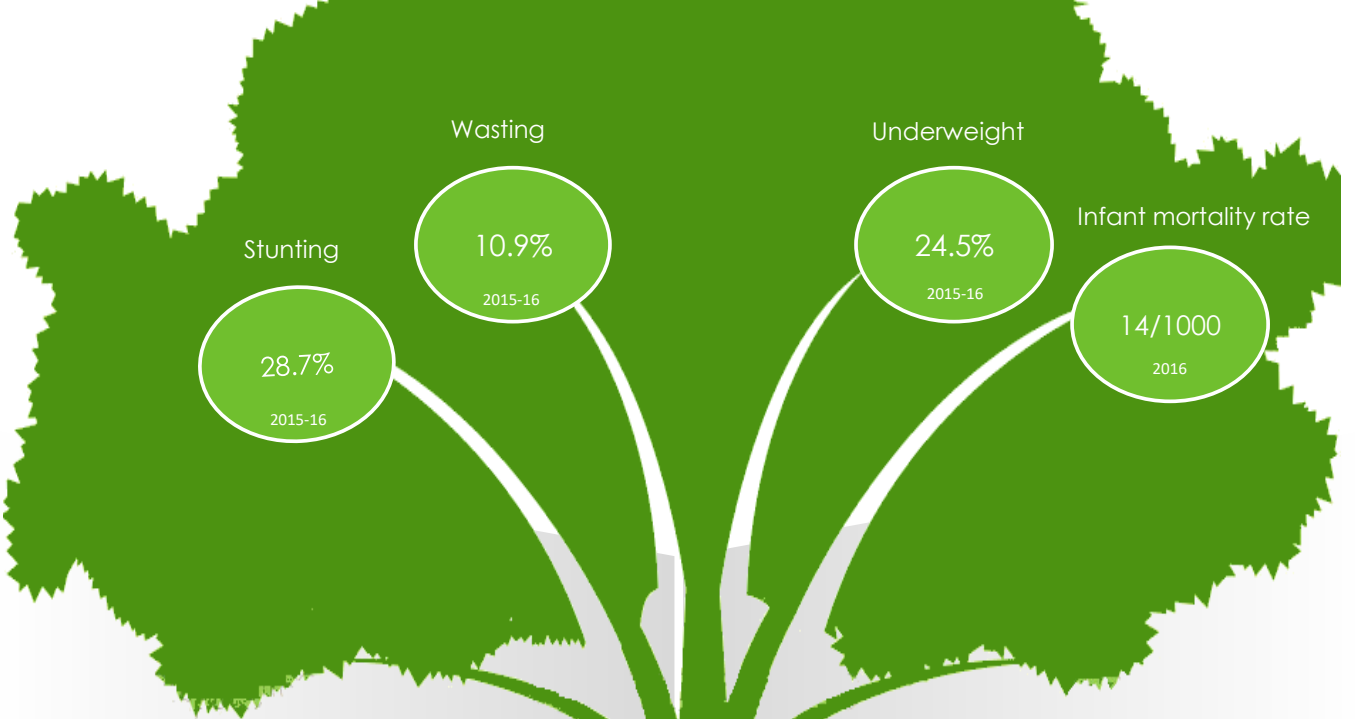 Wasting
10.9%
2015-16
Underweight
24.5%
2015-16
Stunting
28.7%
2015-16
Infant mortality rate
14/1000
2016